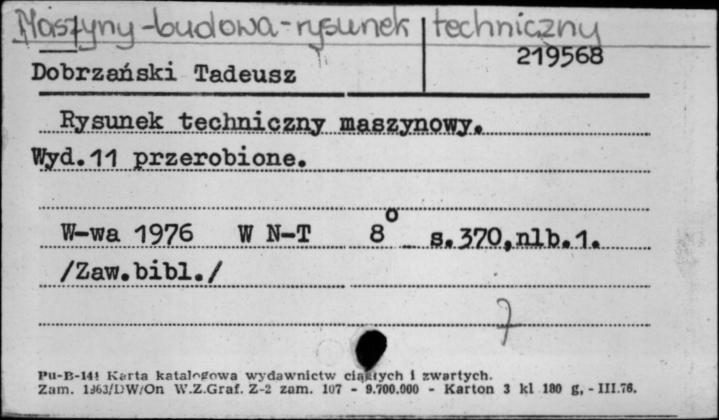 Maszyny-budowa-rysunek techniczny
219568
Dobrzański Tadeusz
Rysunek techniczny maszynowy.
Wyd.11 przerobione.
W-wa 1976 W N-T 8° s.370,nlb.1.
/Zaw.bibl./
7
Pu-B-141 Karta katalogowa wydawnictw ciągłych i zwartych.
Zam. 1363/DW/On W.Z.Graf. Z-2 zam. 107 - 9.700.000 - Karton 3 kl 180 g, - III.76.